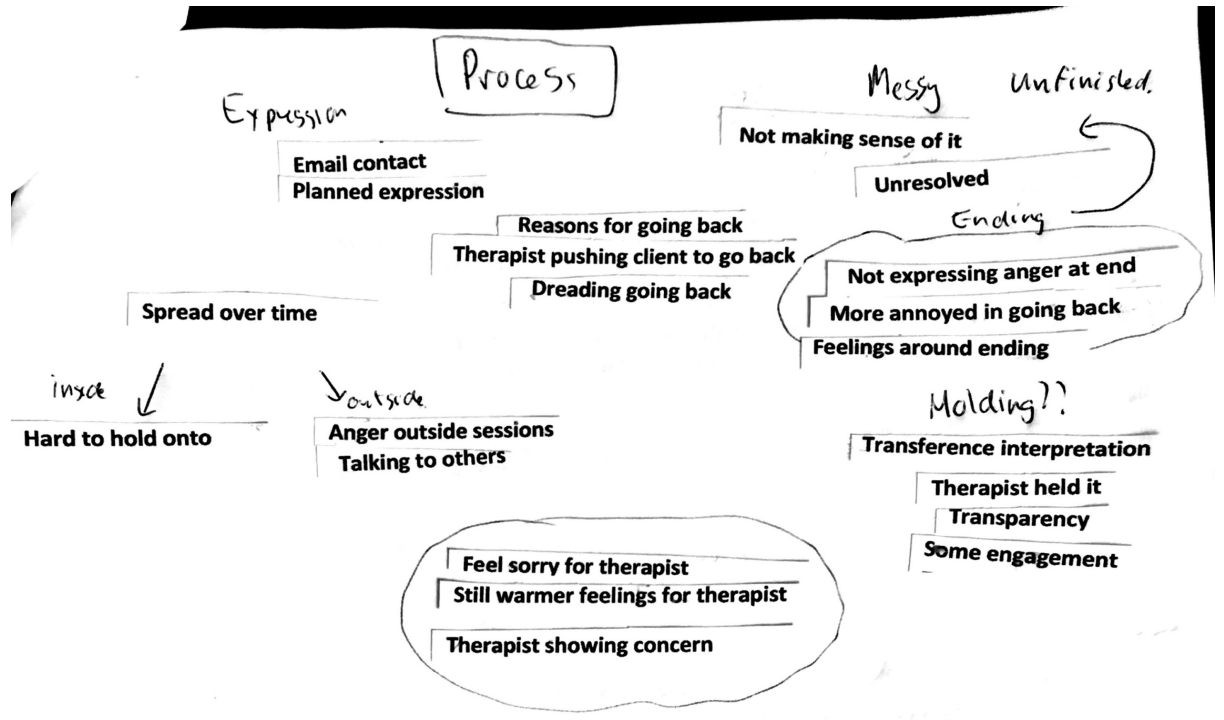 Process
Expression
Email contact
Planned expression
Messy Unfinished.
Not making sense of it
Unresolved
Reasons for going back
Therapist pushing client to go back
Dreading going back
Ending
Not expressing anger at end
More annoyed in going back
Feelings around ending
Spread over time
inside
Hard to hold onto
outside
Anger outside sessions
Talking to others
Holding??
Transference interpretation
Therapist held it
Transparency
Some engagement
Feel sorry for therapist
Still warmer feelings for therapist
Therapist showing concern